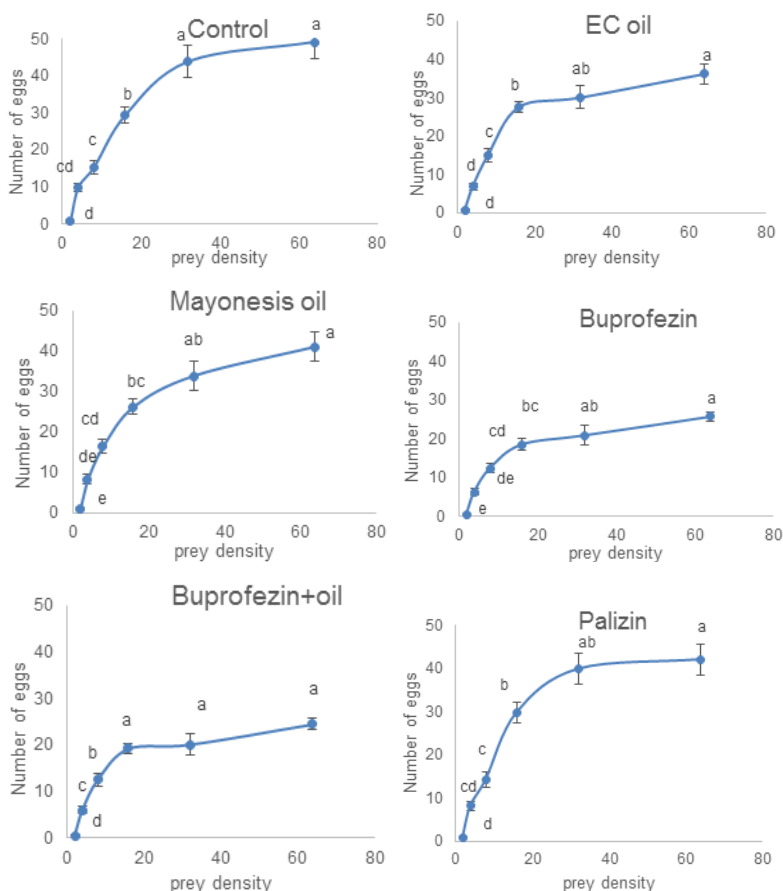 Control
Number of eggs
50
40
30
20
10
0
a
a
b
c
cd
d
0 20 40 60 80
prey density
EC oil
Number of eggs
50
40
30
20
10
0
a
ab
b
c
d
d
0 20 40 60 80
prey density
Mayonesis oil
Number of eggs
50
40
30
20
10
0
a
ab
bc
cd
de
e
0 20 40 60 80
prey density
Buprofezin
Number of eggs
50
40
30
20
10
0
a
ab
bc
cd
de
e
0 20 40 60 80
prey density
Buprofezin+oil
Number of eggs
50
40
30
20
10
0
a
a
a
b
c
d
0 20 40 60 80
prey density
Palizin
Number of eggs
50
40
30
20
10
0
a
ab
b
c
cd
d
0 20 40 60 80
prey density